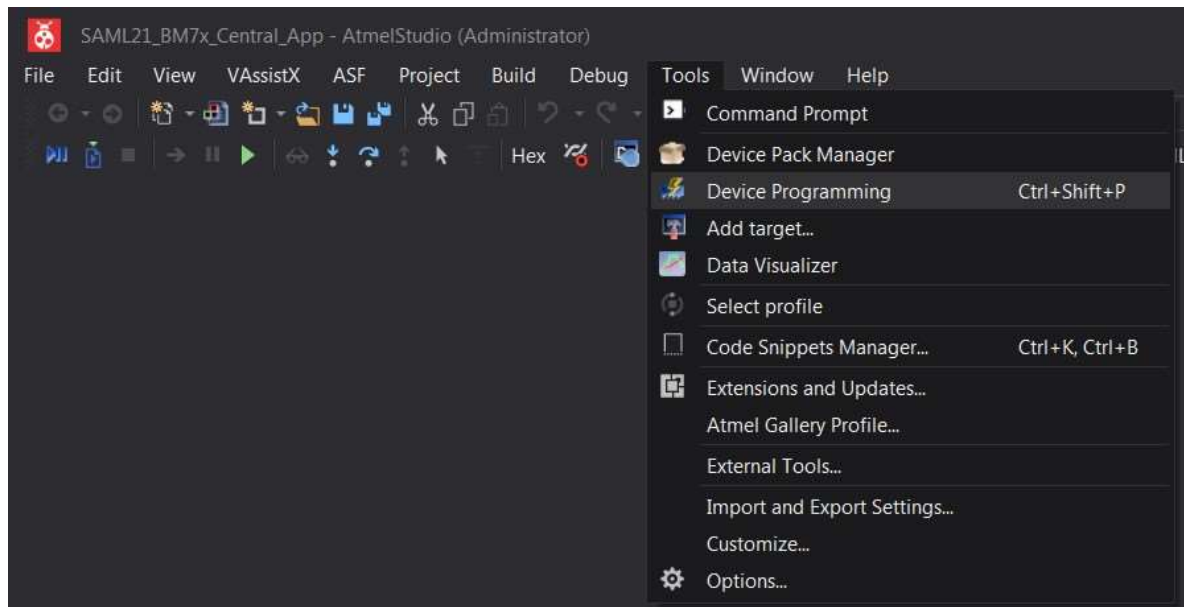 SAML21_BM7x_Central_App - AtmelStudio (Administrator)
File Edit View VAssistX ASF Project Build Debug Tools Window Help
Command Prompt
Hex
Device Pack Manager
Device Programming Ctrl+Shift+P
Add target...
Data Visualizer
Select profile
Code Snippets Manager... Ctrl+K, Ctrl+B
Extensions and Updates...
Atmel Gallery Profile...
External Tools...
Import and Export Settings...
Customize...
Options...